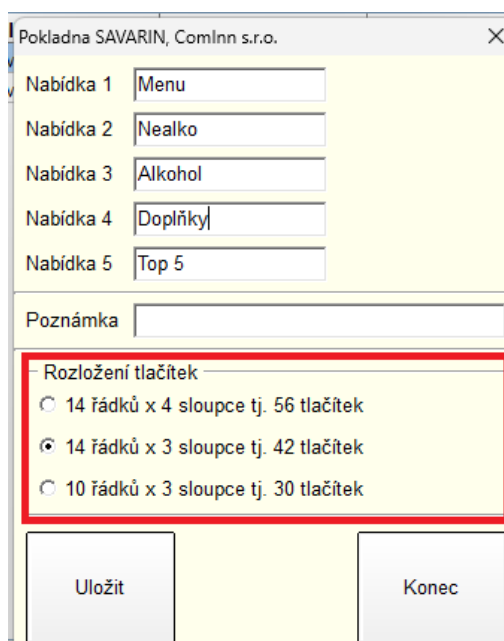 Pokladna SAVARIN, ComInn s.r.o.
Nabídka 1 Menu
Nabídka 2 Nealko
Nabídka 3 Alkohol
Nabídka 4 Doplňky
Nabídka 5 Top 5
Poznámka
Rozložení tlačítek
14 řádků x 4 sloupce tj. 56 tlačítek
14 řádků x 3 sloupce tj. 42 tlačítek
10 řádků x 3 sloupce tj. 30 tlačítek
Uložit Konec